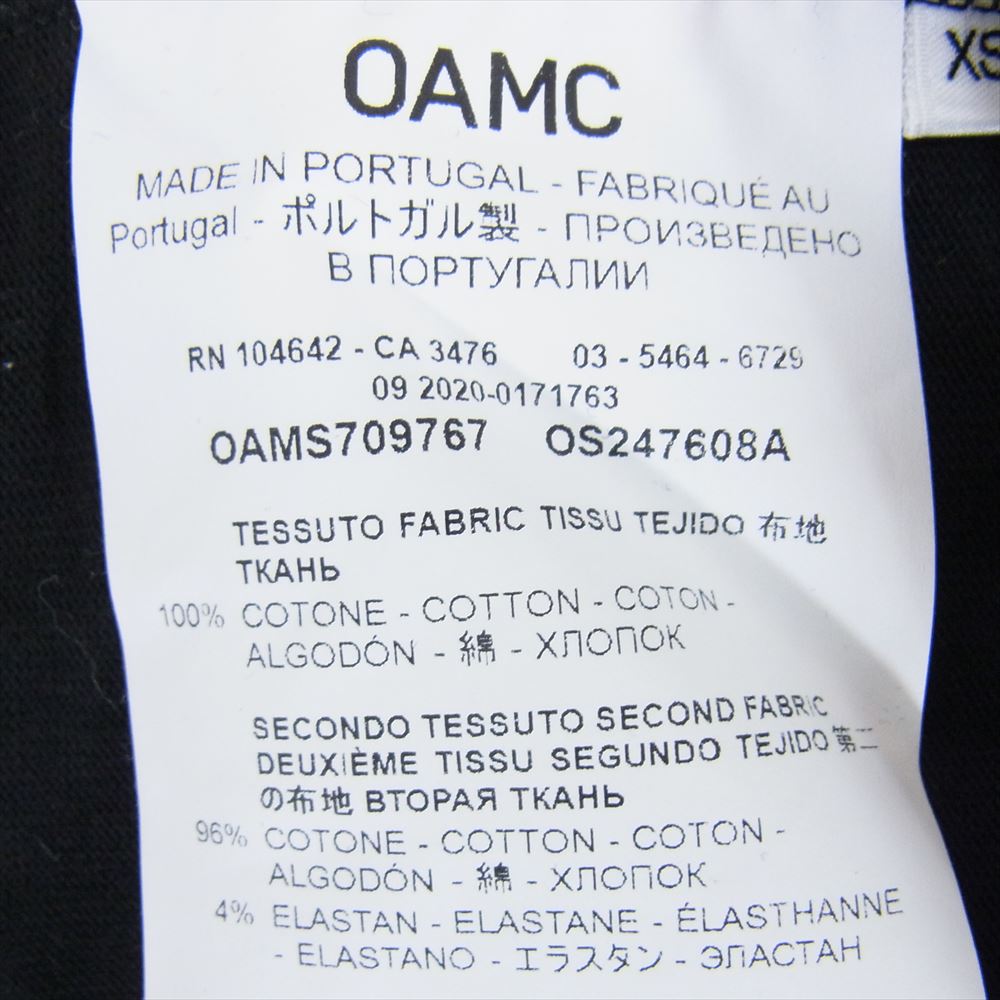 OAMC
XS
MADE IN PORTUGAL - FABRIQUÉ AU
Portugal - ポルトガル製 - ПРОИЗВЕДЕНО
В ПОРТУГАЛИИ
RN 104642 - CA 3476 03 - 5464 - 6729
09 2020-0171763
OAMS709767 OS247608A
TESSUTO FABRIC TISSU TEJIDO 布地
ТКАНЬ
100% COTONE - COTTON - COTON -
ALGODÓN - 綿 - ХЛОПОК
SECONDO TESSUTO SECOND FABRIC
DEUXIÈME TISSU SEGUNDO TEJIDO 第二
の布地 ВТОРАЯ ТКАНЬ
96% COTONE - COTTON - COTON -
ALGODÓN - 綿 - ХЛОПОК
4% ELASTAN - ELASTANE - ÉLASTHANNE
- ELASTANO - エラスタン - ЭЛАСТАН